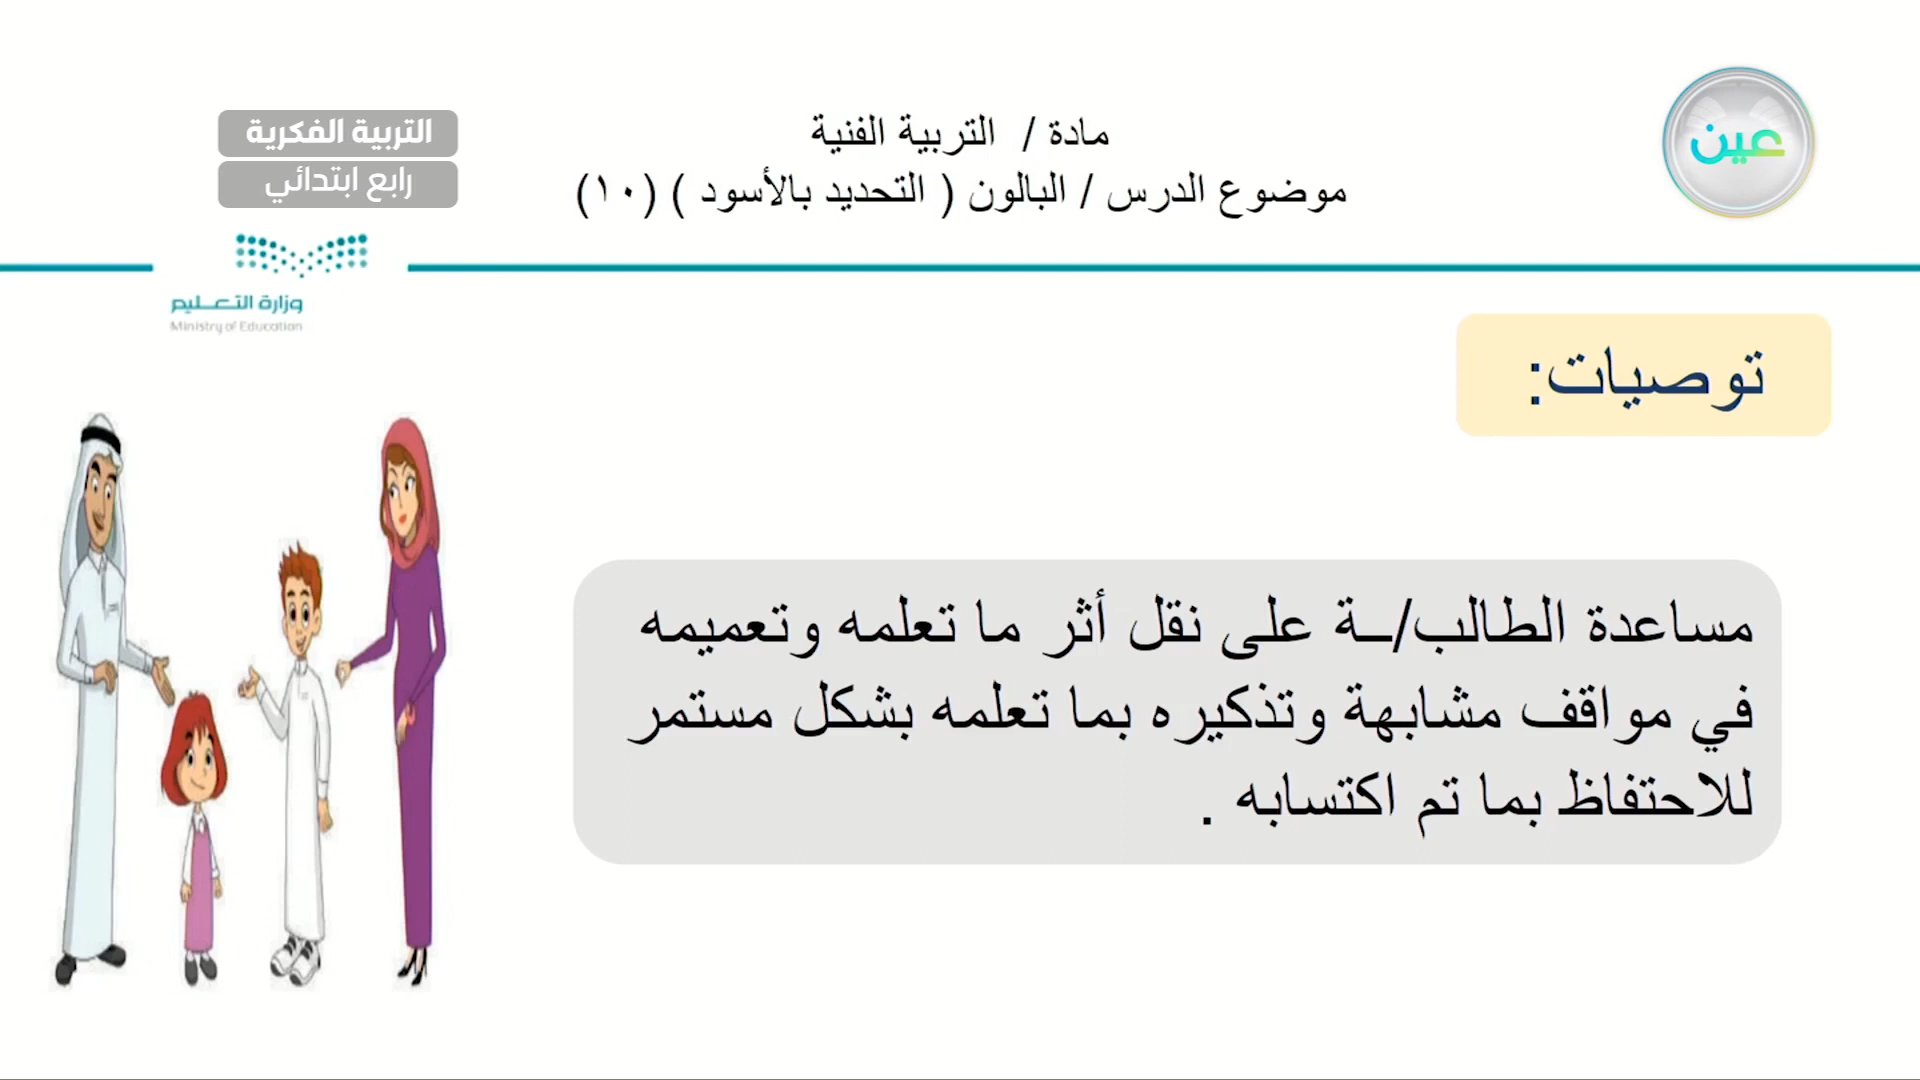 عين
مادة / التربية الفنية
موضوع الدرس / البالون ( التحديد بالأسود ) (١٠)
التربية الفكرية
رابع ابتدائي
وزارة التعـــليم
Ministry of Education
توصيات:
مساعدة الطالب/ــة على نقل أثر ما تعلمه وتعميمه
في مواقف مشابهة وتذكيره بما تعلمه بشكل مستمر
للاحتفاظ بما تم اكتسابه .